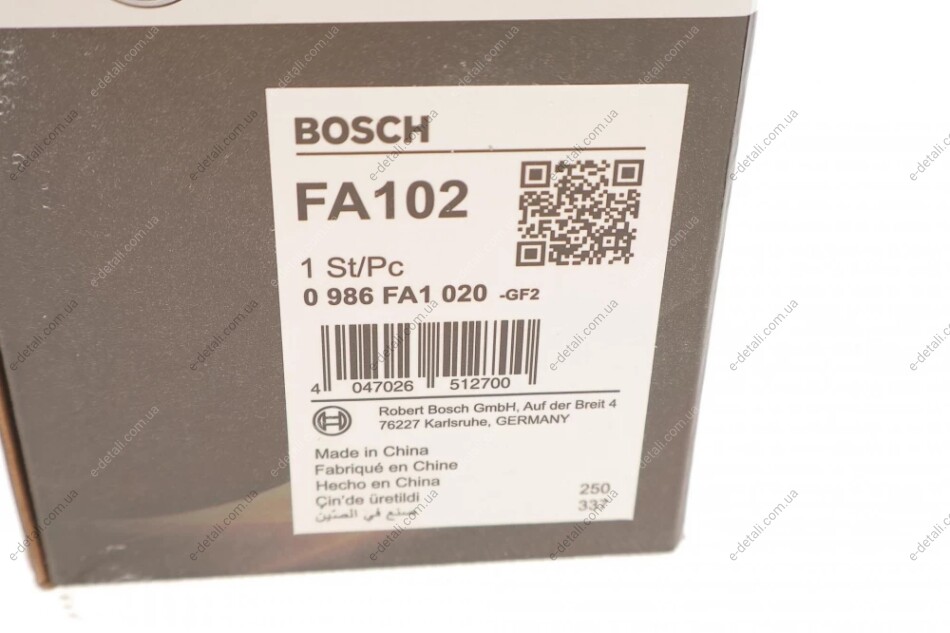 BOSCH
FA102
1 St/Pc
0 986 FA1 020 -GF2
4 047026 512700
Robert Bosch GmbH, Auf der Breit 4
76227 Karlsruhe, GERMANY
Made in China
Fabriqué en Chine
Hecho en China
Çin'de üretildi
صنع في الصين
250
337
e-detali.com.ua